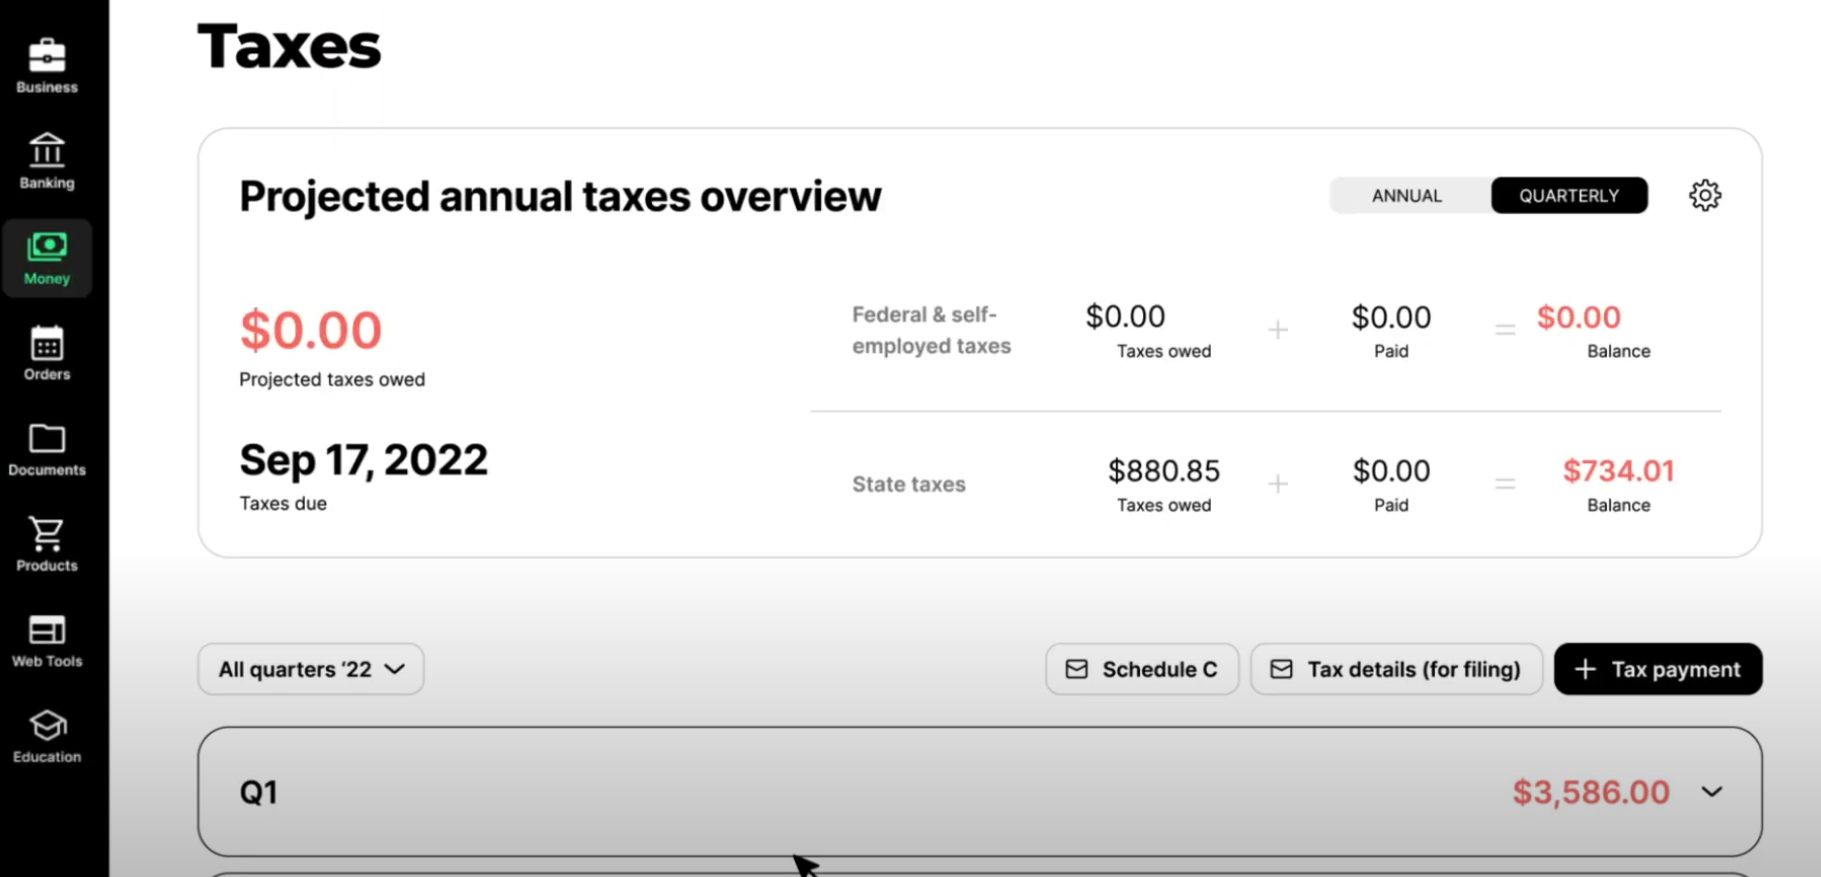 Business
Banking
Money
Orders
Documents
Products
Web Tools
Education
Taxes
Projected annual taxes overview
ANNUAL
QUARTERLY
$0.00
Projected taxes owed
Sep 17, 2022
Taxes due
Federal & self-
employed taxes
$0.00
Taxes owed
+
$0.00
Paid
=
$0.00
Balance
State taxes
$880.85
Taxes owed
+
$0.00
Paid
=
$734.01
Balance
All quarters ‘22
Schedule C
Tax details (for filing)
+ Tax payment
Q1
$3,586.00